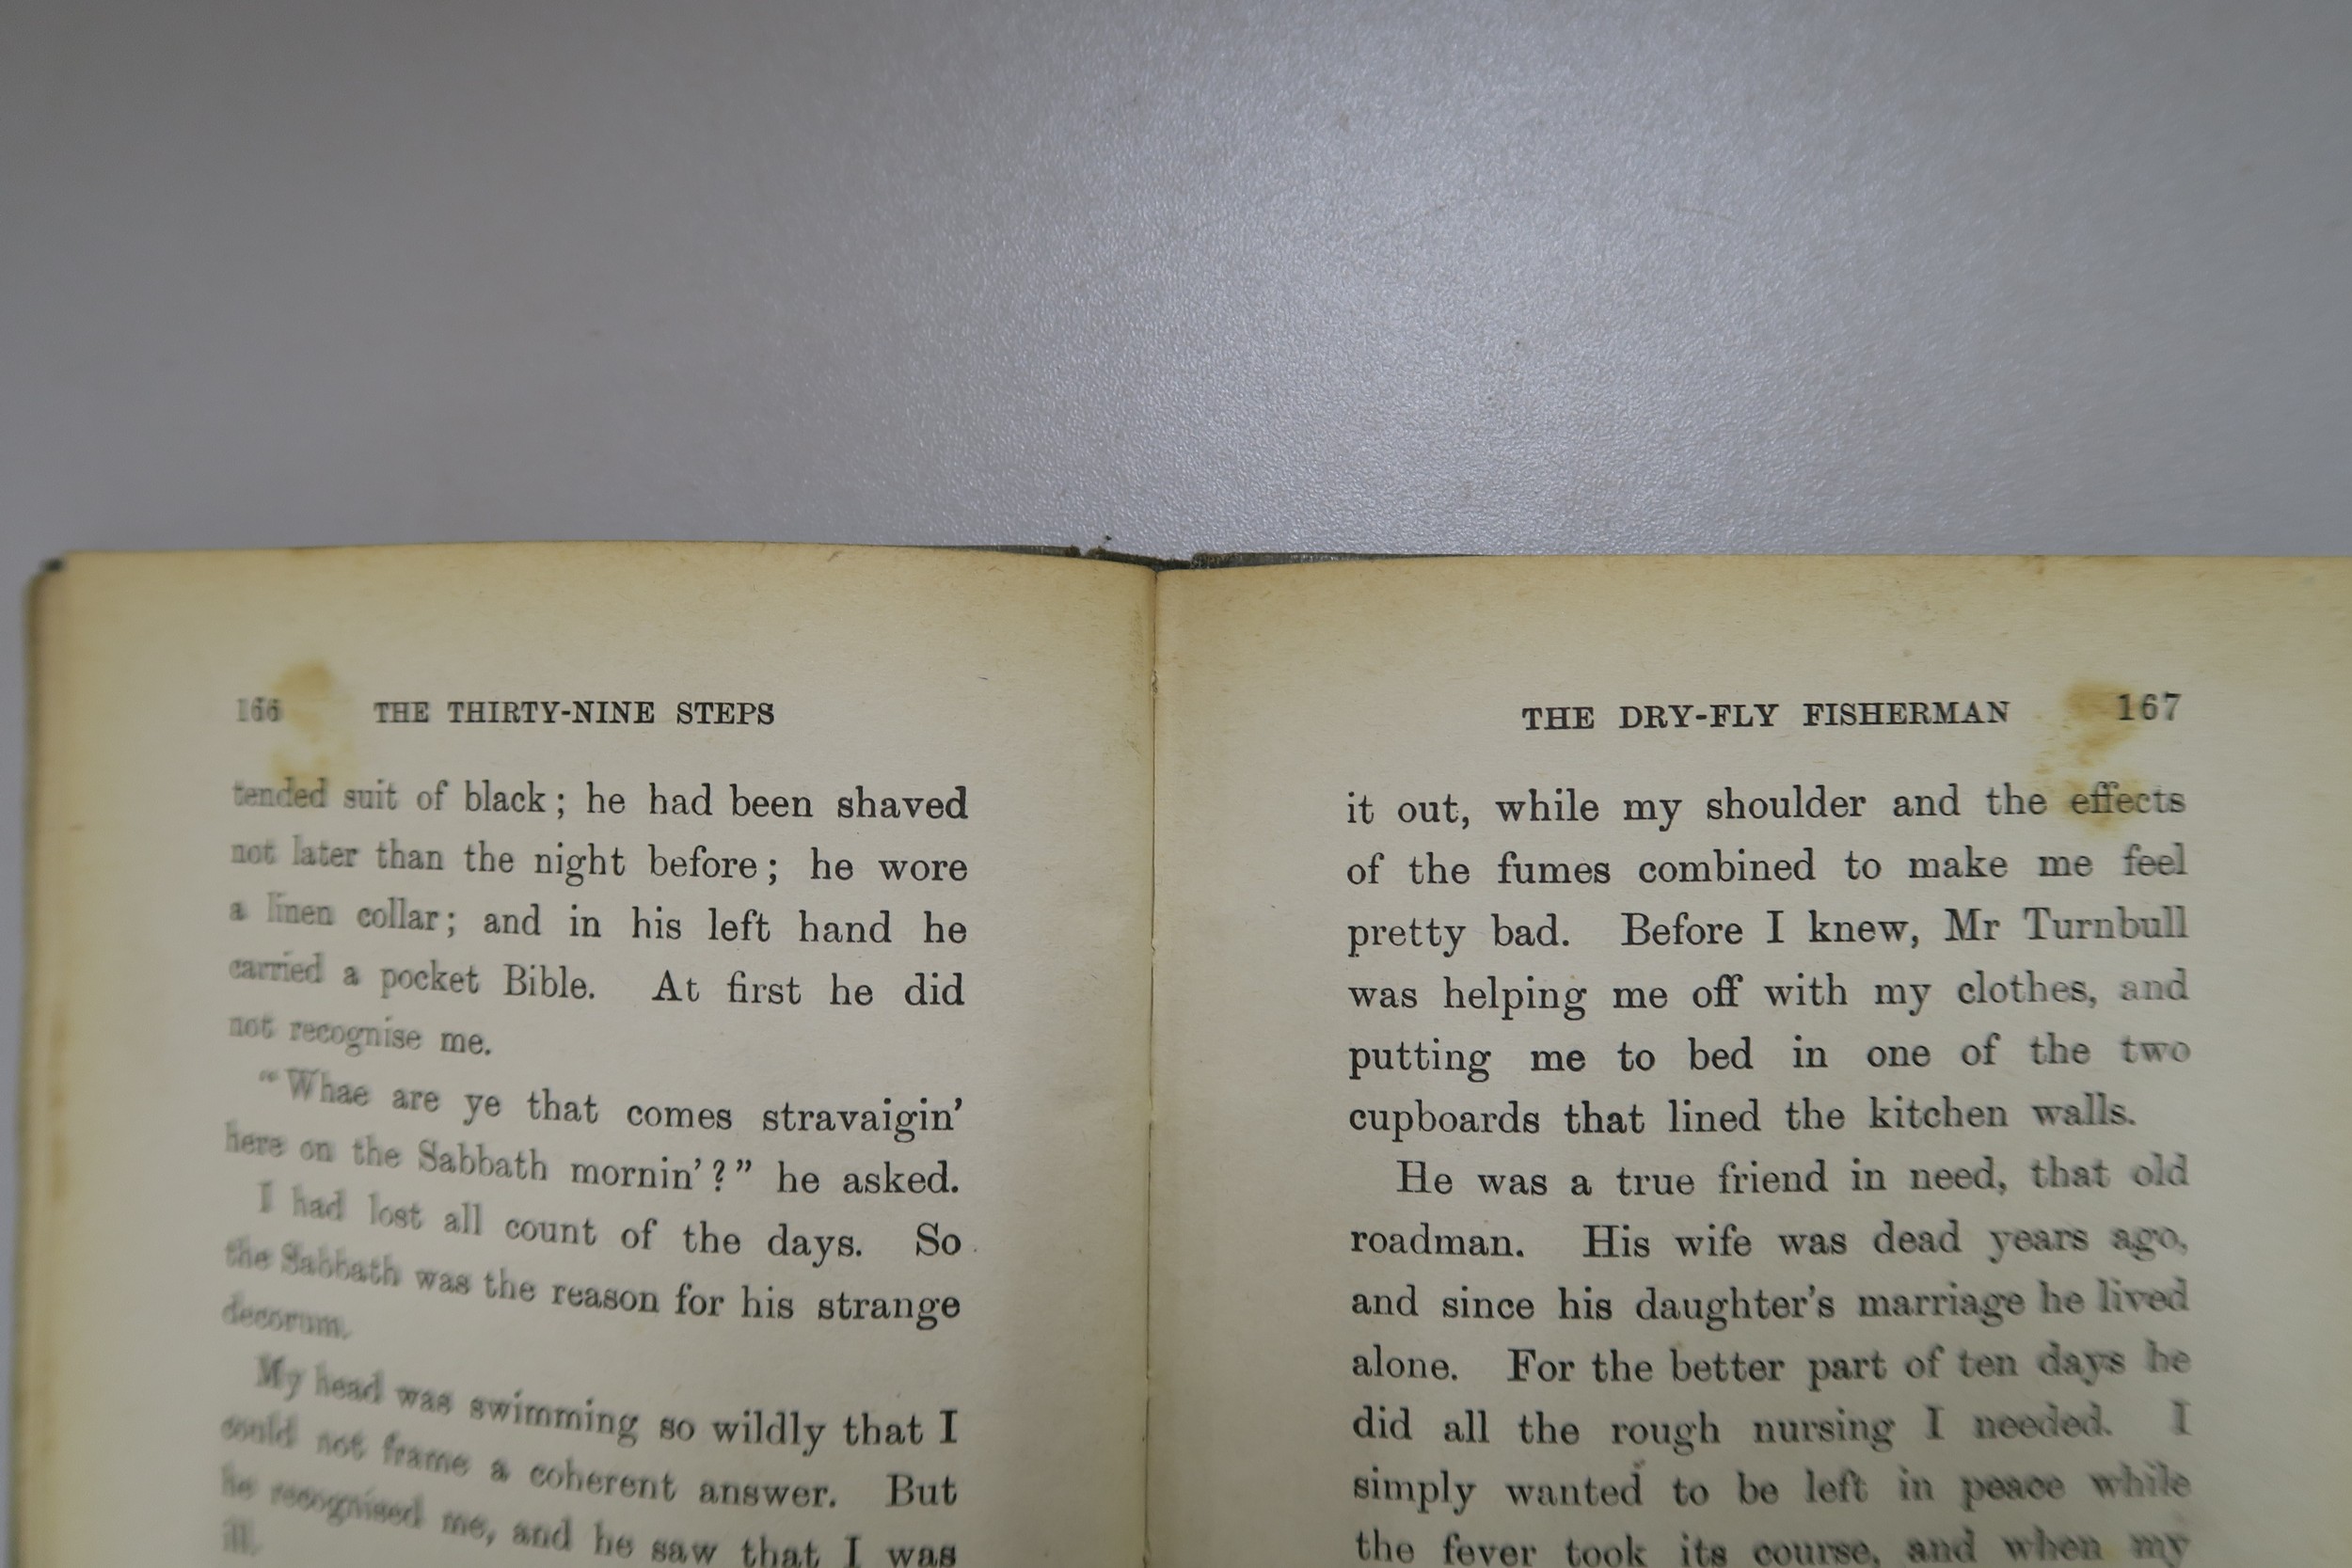 166 THE THIRTY-NINE STEPS
tended suit of black; he had been shaved
not later than the night before; he wore
a linen collar; and in his left hand he
carried a pocket Bible. At first he did
not recognise me.
"Whae are ye that comes stravaigin'
here on the Sabbath mornin'?" he asked.
I had lost all count of the days. So
the Sabbath was the reason for his strange
decorum.
My head was swimming so wildly that I
could not frame a coherent answer. But
he recognised me, and he saw that I was
ill.
THE DRY-FLY FISHERMAN 167
it out, while my shoulder and the effects
of the fumes combined to make me feel
pretty bad. Before I knew, Mr Turnbull
was helping me off with my clothes, and
putting me to bed in one of the two
cupboards that lined the kitchen walls.
He was a true friend in need, that old
roadman. His wife was dead years ago,
and since his daughter's marriage he lived
alone. For the better part of ten days he
did all the rough nursing I needed. I
simply wanted to be left in peace while
the fever took its course, and when my